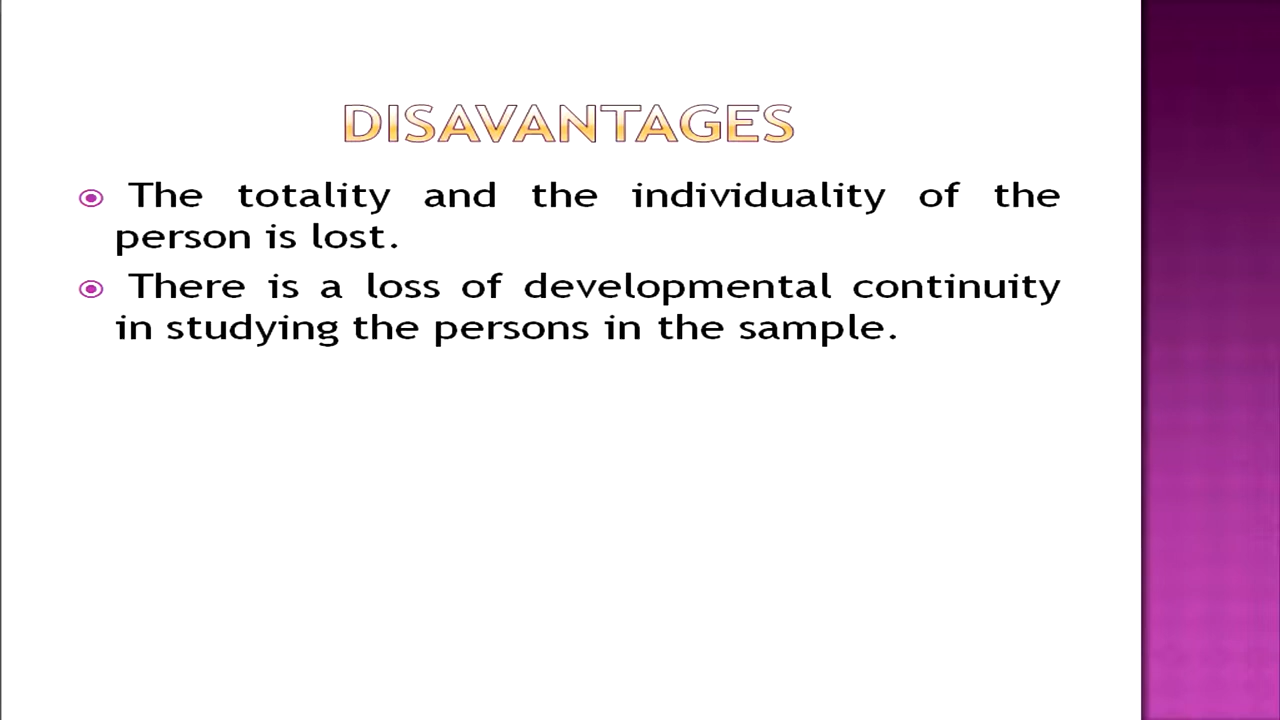 DISAVANTAGES
The totality and the individuality of the
person is lost.
There is a loss of developmental continuity
in studying the persons in the sample.